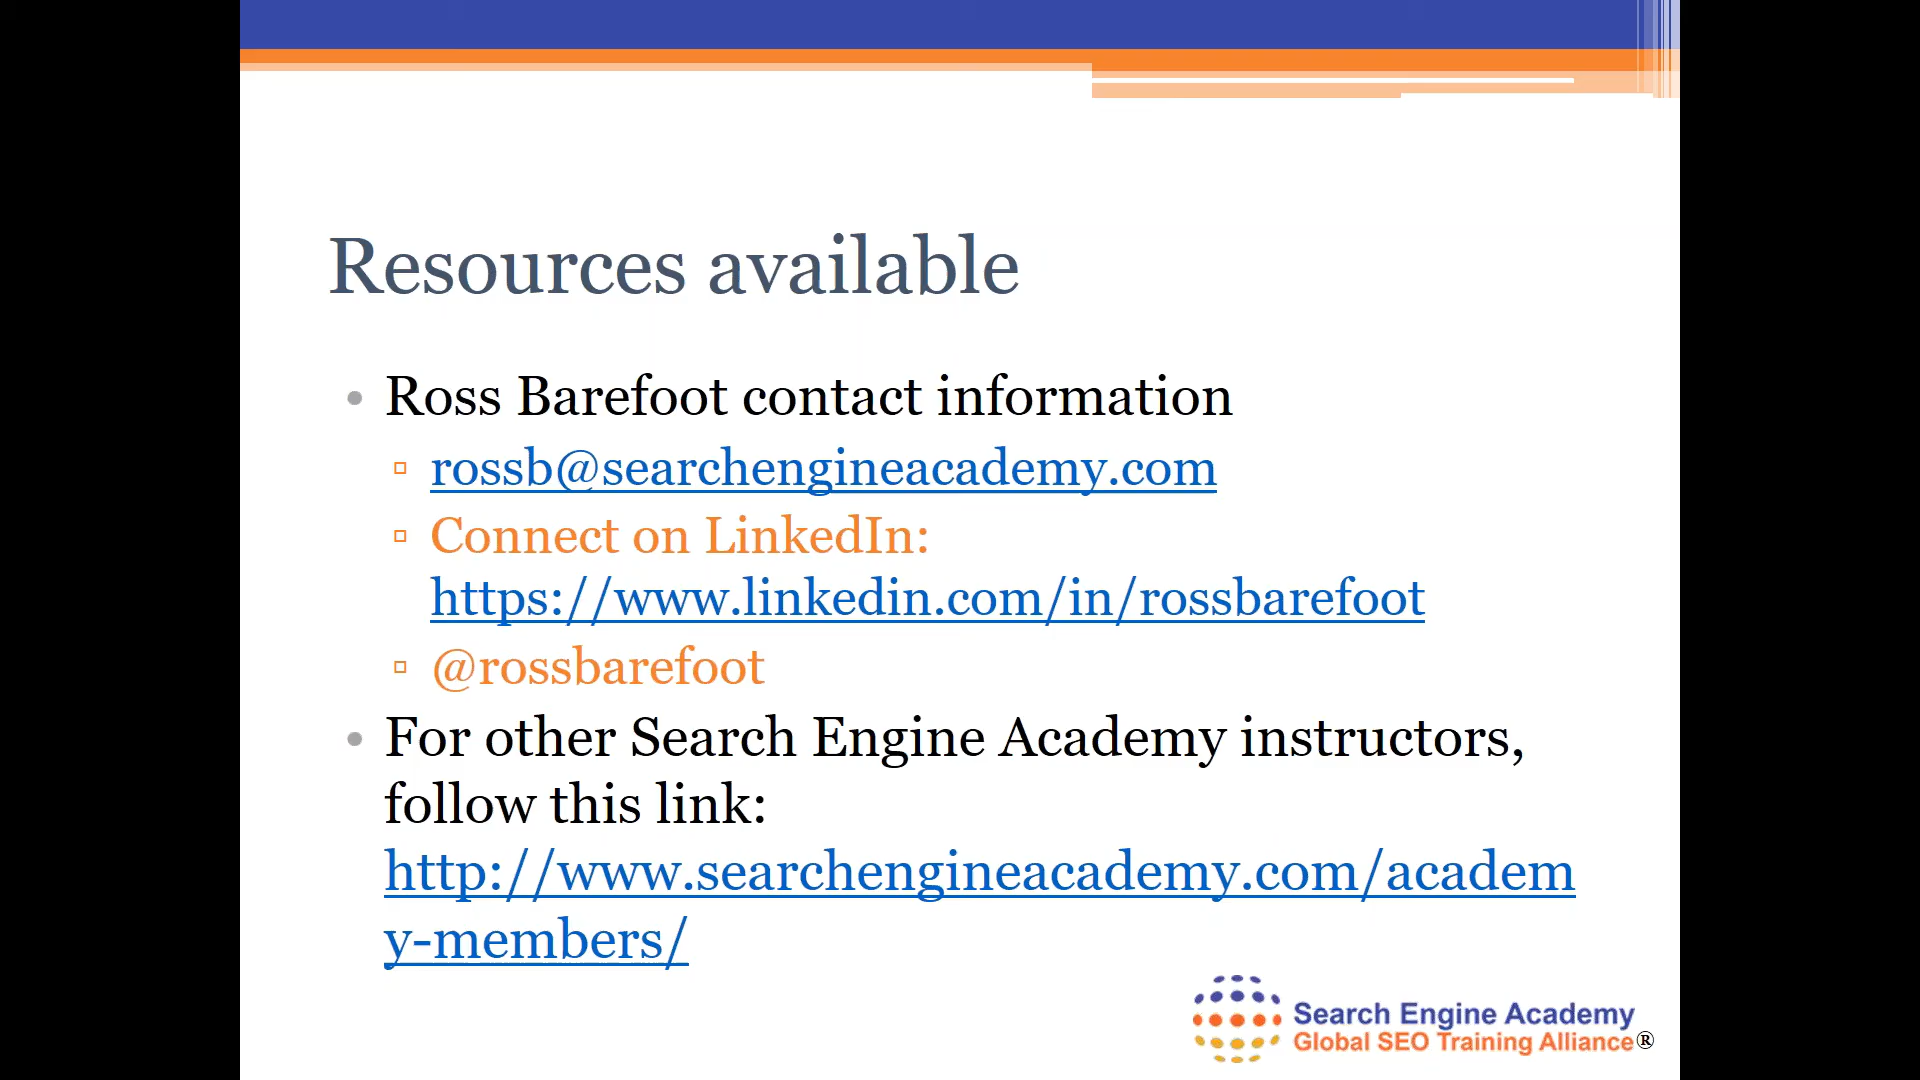 Resources available
• Ross Barefoot contact information
▫ rossb@searchengineacademy.com
▫ Connect on LinkedIn:
https://www.linkedin.com/in/rossbarefoot
▫ @rossbarefoot
• For other Search Engine Academy instructors,
follow this link:
http://www.searchengineacademy.com/academ
y-members/
Search Engine Academy
Global SEO Training Alliance®